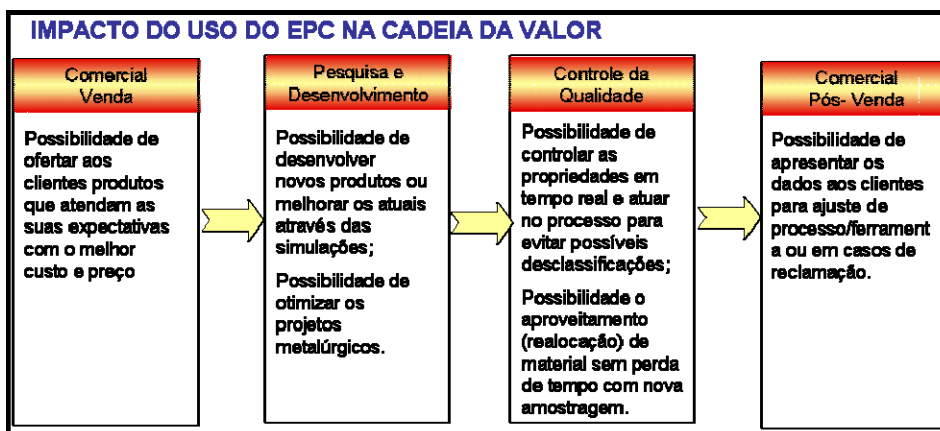 IMPACTO DO USO DO EPC NA CADEIA DA VALOR
Comercial
Venda
Possibilidade de
ofertar aos
clientes produtos
que atendam as
suas expectativas
com o melhor
custo e preço
Pesquisa e
Desenvolvimento
Possibilidade de
desenvolver
novos produtos ou
melhorar os atuais
através das
simulações;
Possibilidade de
otimizar os
projetos
metalúrgicos.
Controle da
Qualidade
Possibilidade de
controlar as
propriedades em
tempo real e atuar
no processo para
evitar possíveis
desclassificações;
Possibilidade o
aproveitamento
(realocação) de
material sem perda
de tempo com nova
amostragem.
Comercial
Pós- Venda
Possibilidade de
apresentar os
dados aos clientes
para ajuste de
processo/ferrament
a ou em casos de
reclamação.